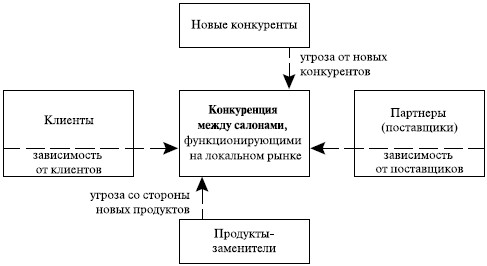 Новые конкуренты
угроза от новых
конкурентов
Клиенты
зависимость
от клиентов
Конкуренция
между салонами,
функционирующими
на локальном рынке
Партнеры
(поставщики)
зависимость
от поставщиков
угроза со стороны
новых продуктов
Продукты-
заменители